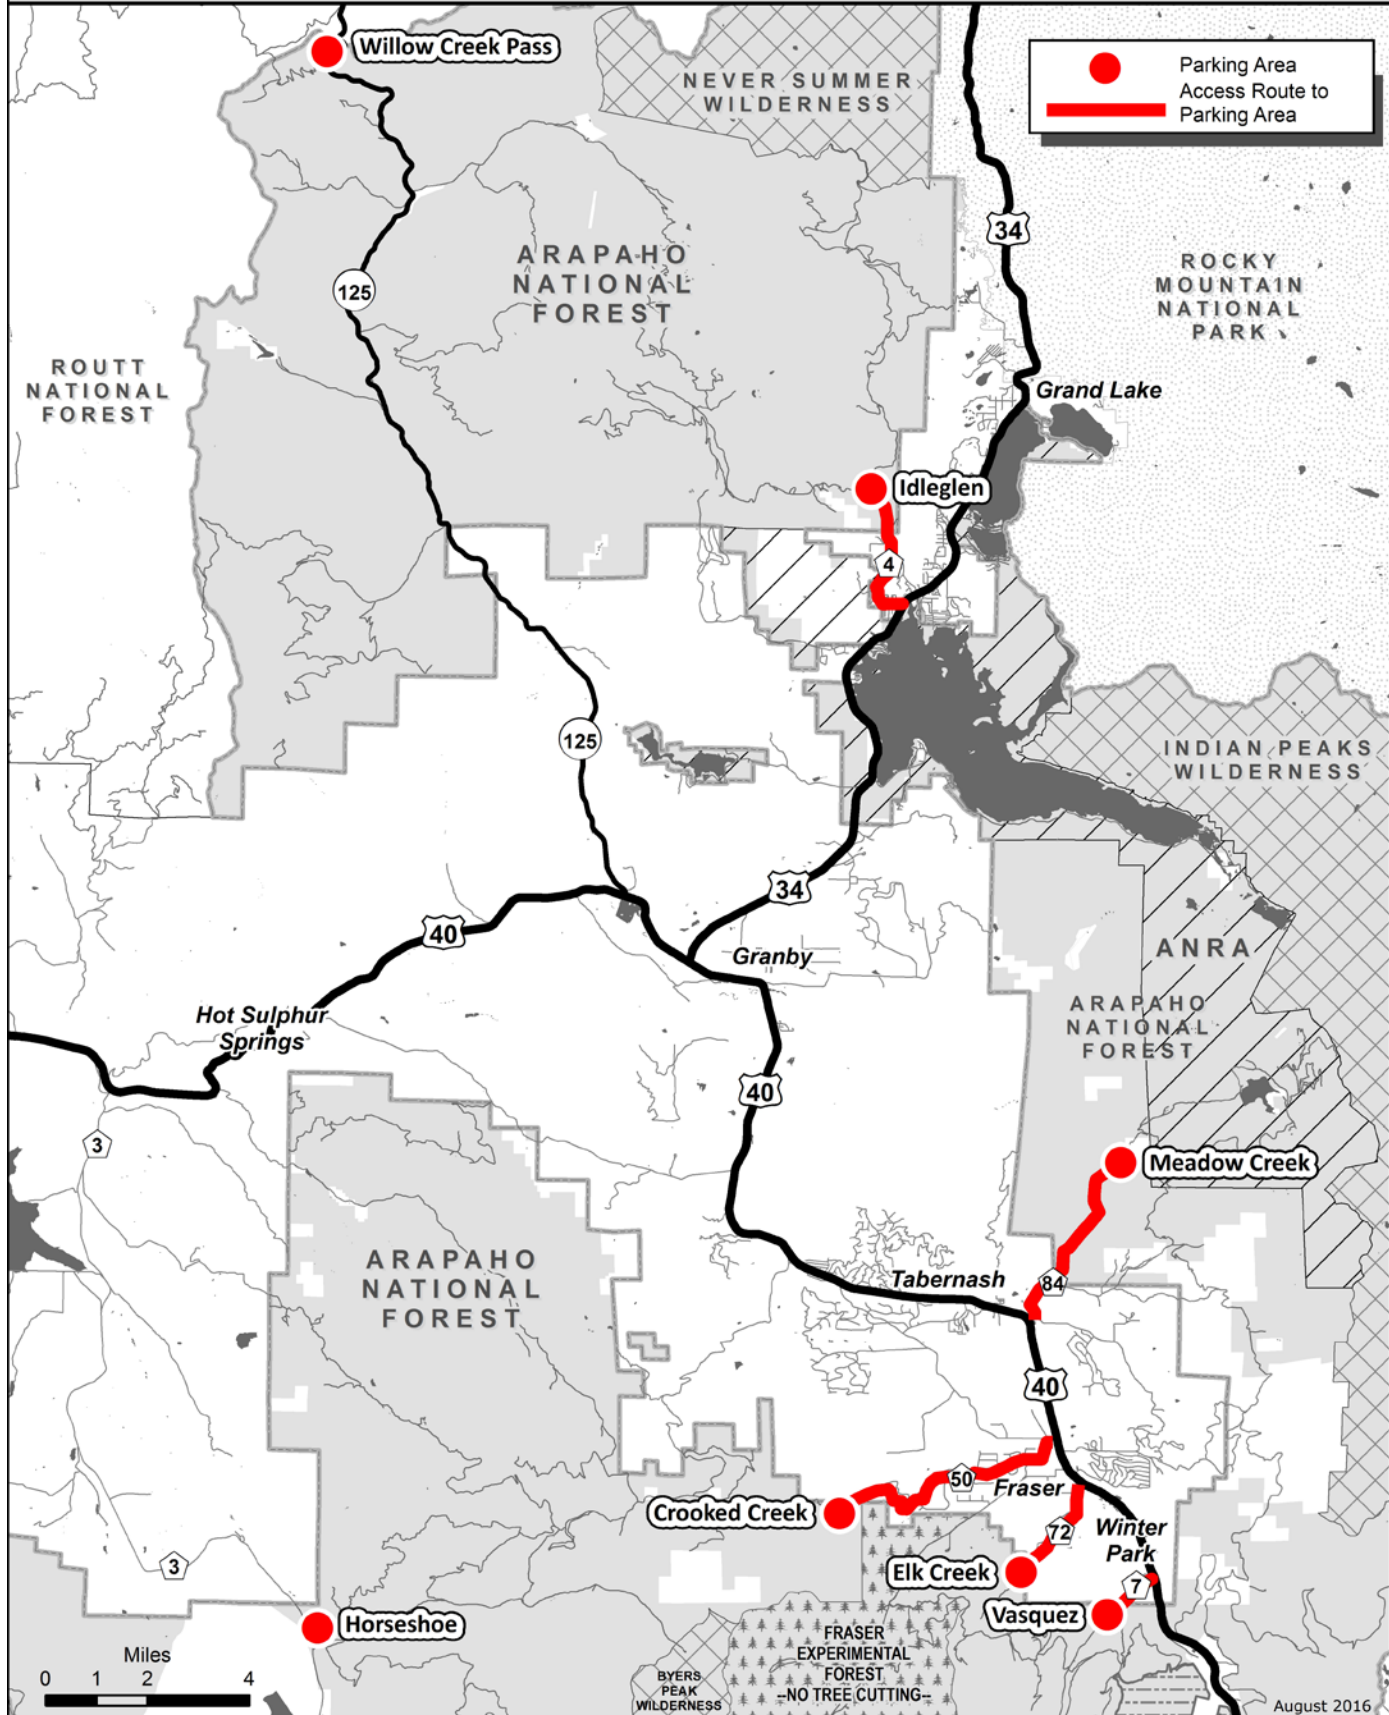 Willow Creek Pass
NEVER SUMMER
WILDERNESS
Parking Area
Access Route to
Parking Area
34
ARAPAHO
NATIONAL
FOREST
ROCKY
MOUNTAIN
NATIONAL
PARK
125
ROUTT
NATIONAL
FOREST
Grand Lake
Idleglen
4
125
INDIAN PEAKS
WILDERNESS
34
40
Granby
ANRA
Hot Sulphur
Springs
ARAPAHO
NATIONAL
FOREST
40
3
Meadow Creek
ARAPAHO
NATIONAL
FOREST
Tabernash
84
40
50
Fraser
Crooked Creek
72
Winter
Park
3
Elk Creek
7
Vasquez
Horseshoe
FRASER
EXPERIMENTAL
FOREST
--NO TREE CUTTING--
BYERS
PEAK
WILDERNESS
Miles
0 1 2 4
August 2016